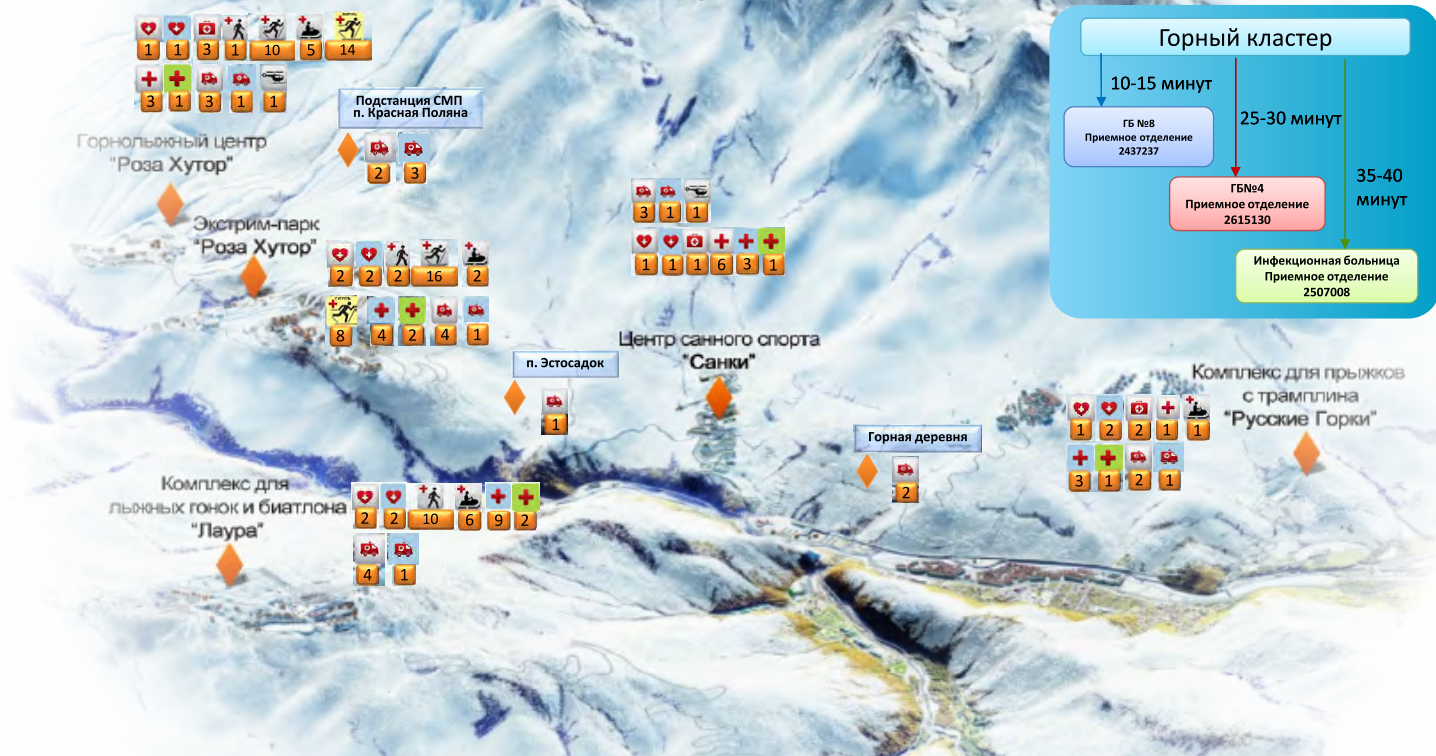 1 1 3 1 10 5 14
3 1 3 1 1
Горнолыжный центр
"Роза Хутор"
Подстанция СМП
п. Красная Поляна
2 3
Экстрим-парк
"Роза Хутор"
2 2 2 16 2
8 4 2 4 1
3 1 1
1 1 1 6 3 1
п. Эстосадок
1
Центр санного спорта
"Санки"
Горная деревня
2
Комплекс для прыжков
с трамплина
"Русские Горки"
1 2 2 1 1
3 1 2 1
Комплекс для
лыжных гонок и биатлона
"Лаура"
2 2 10 6 9 2
4 1
Горный кластер
10-15 минут
ГБ №8
Приемное отделение
2437237
25-30 минут
ГБ№4
Приемное отделение
2615130
35-40
минут
Инфекционная больница
Приемное отделение
2507008